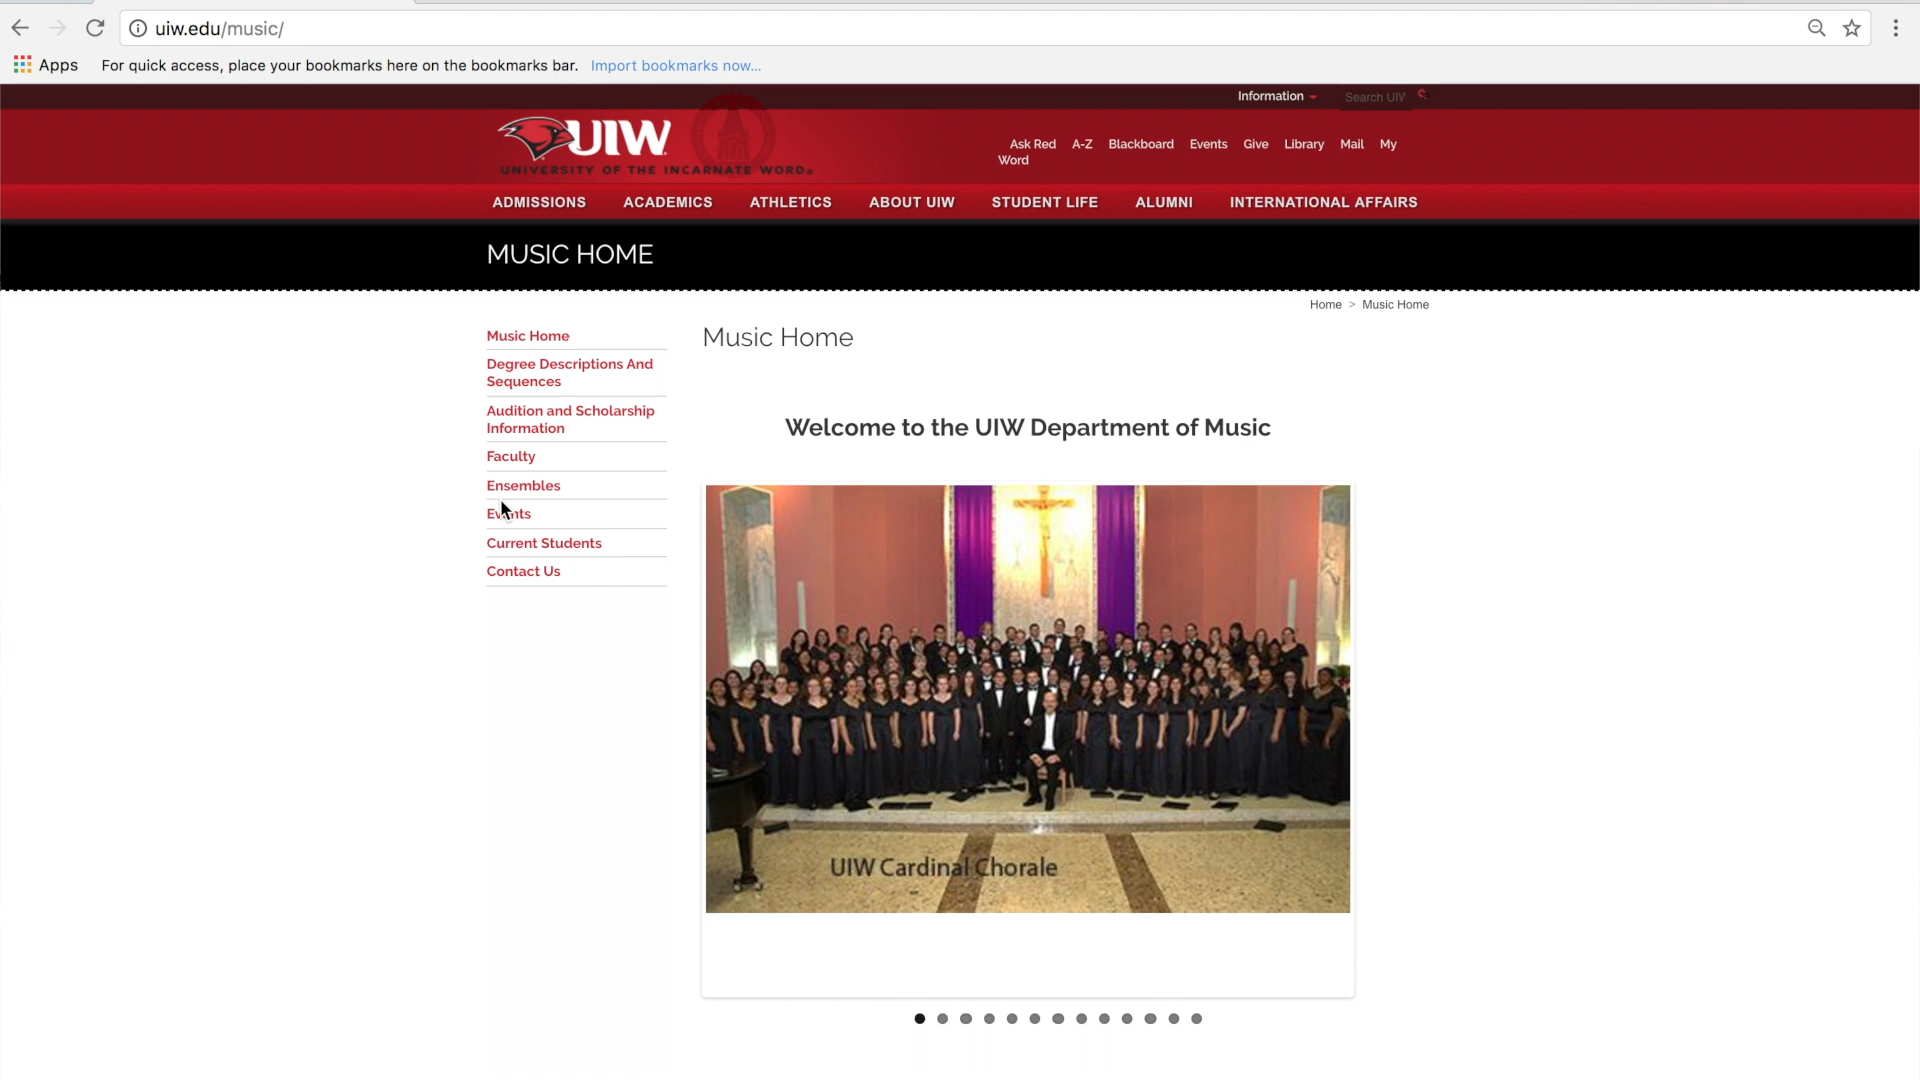 uiw.edu/music/
Apps For quick access, place your bookmarks here on the bookmarks bar. Import bookmarks now...
Information Search UIW
UIW
UNIVERSITY OF THE INCARNATE WORD
Ask Red A-Z Blackboard Events Give Library Mail My
Word
ADMISSIONS ACADEMICS ATHLETICS ABOUT UIW STUDENT LIFE ALUMNI INTERNATIONAL AFFAIRS
MUSIC HOME
Home > Music Home
Music Home
Degree Descriptions And
Sequences
Audition and Scholarship
Information
Faculty
Ensembles
Events
Current Students
Contact Us
Music Home
Welcome to the UIW Department of Music
UIW Cardinal Chorale